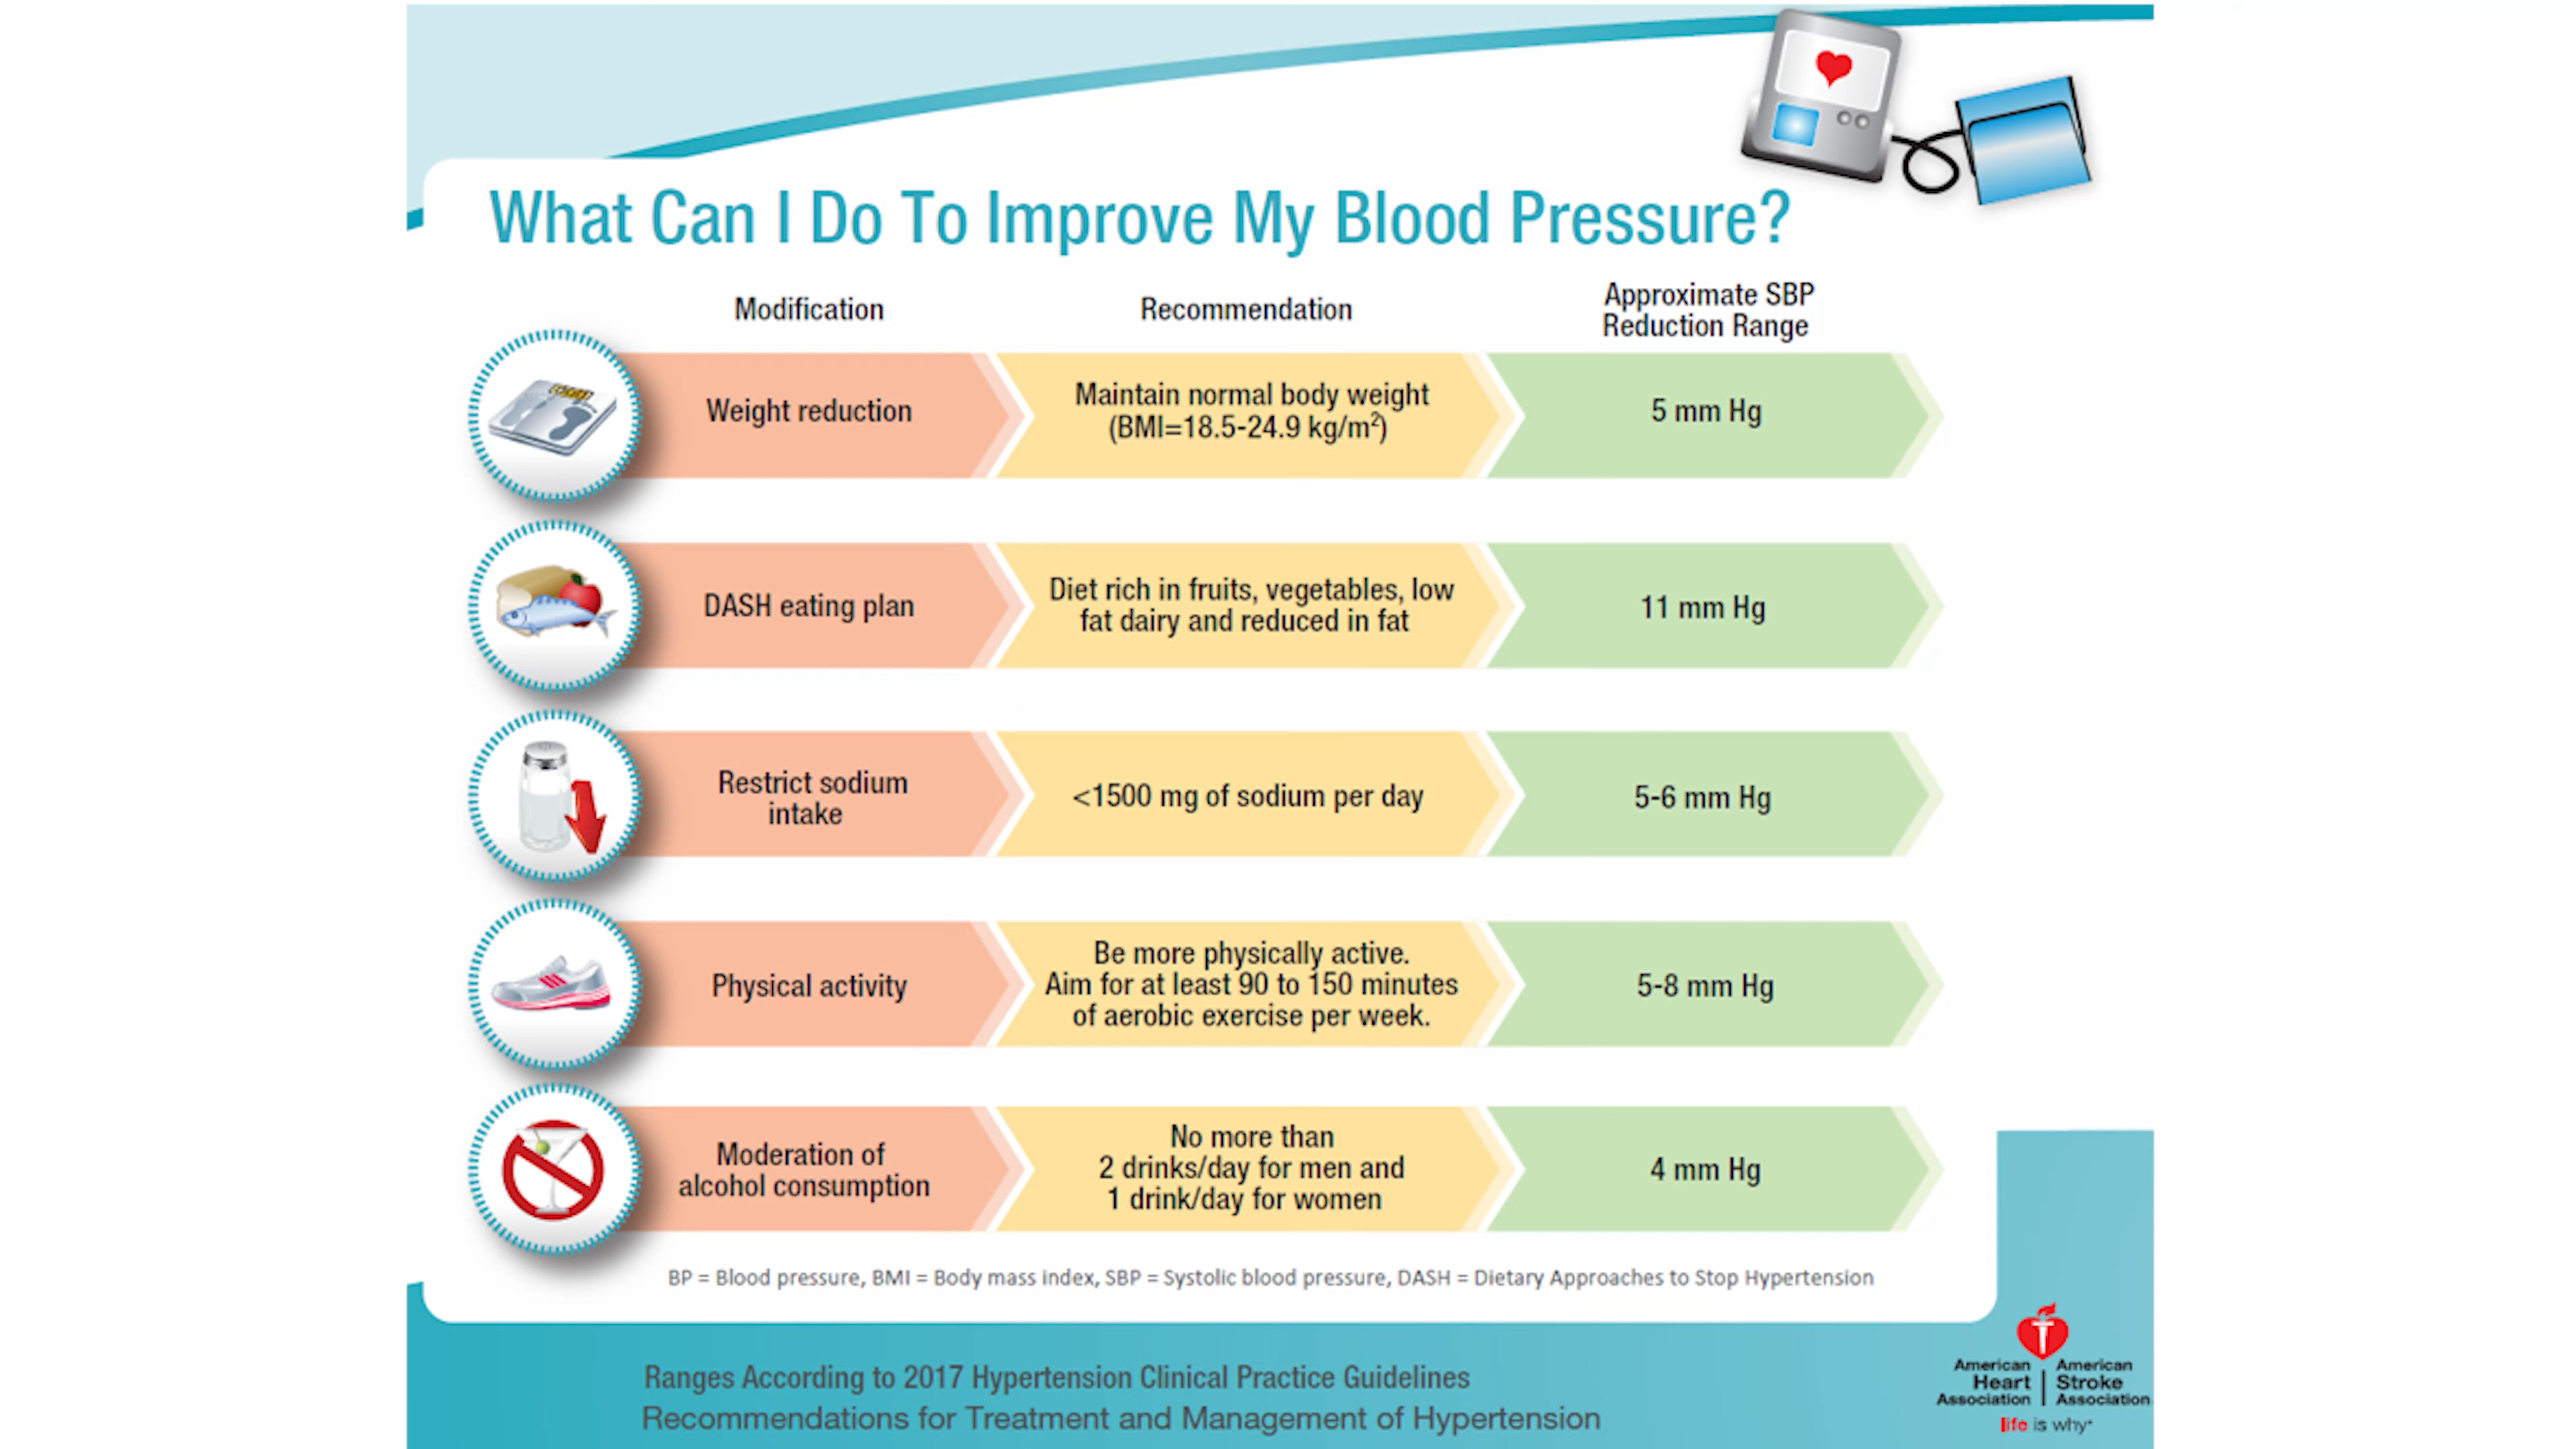 What Can I Do To Improve My Blood Pressure?
Modification
Recommendation
Approximate SBP
Reduction Range
Weight reduction
Maintain normal body weight
(BMI=18.5-24.9 kg/m²)
5 mm Hg
DASH eating plan
Diet rich in fruits, vegetables, low
fat dairy and reduced in fat
11 mm Hg
Restrict sodium
intake
<1500 mg of sodium per day
5-6 mm Hg
Physical activity
Be more physically active.
Aim for at least 90 to 150 minutes
of aerobic exercise per week.
5-8 mm Hg
Moderation of
alcohol consumption
No more than
2 drinks/day for men and
1 drink/day for women
4 mm Hg
BP = Blood pressure, BMI = Body mass index, SBP = Systolic blood pressure, DASH = Dietary Approaches to Stop Hypertension
Ranges According to 2017 Hypertension Clinical Practice Guidelines
Recommendations for Treatment and Management of Hypertension
American
Heart
Association
American
Stroke
Association
life is why